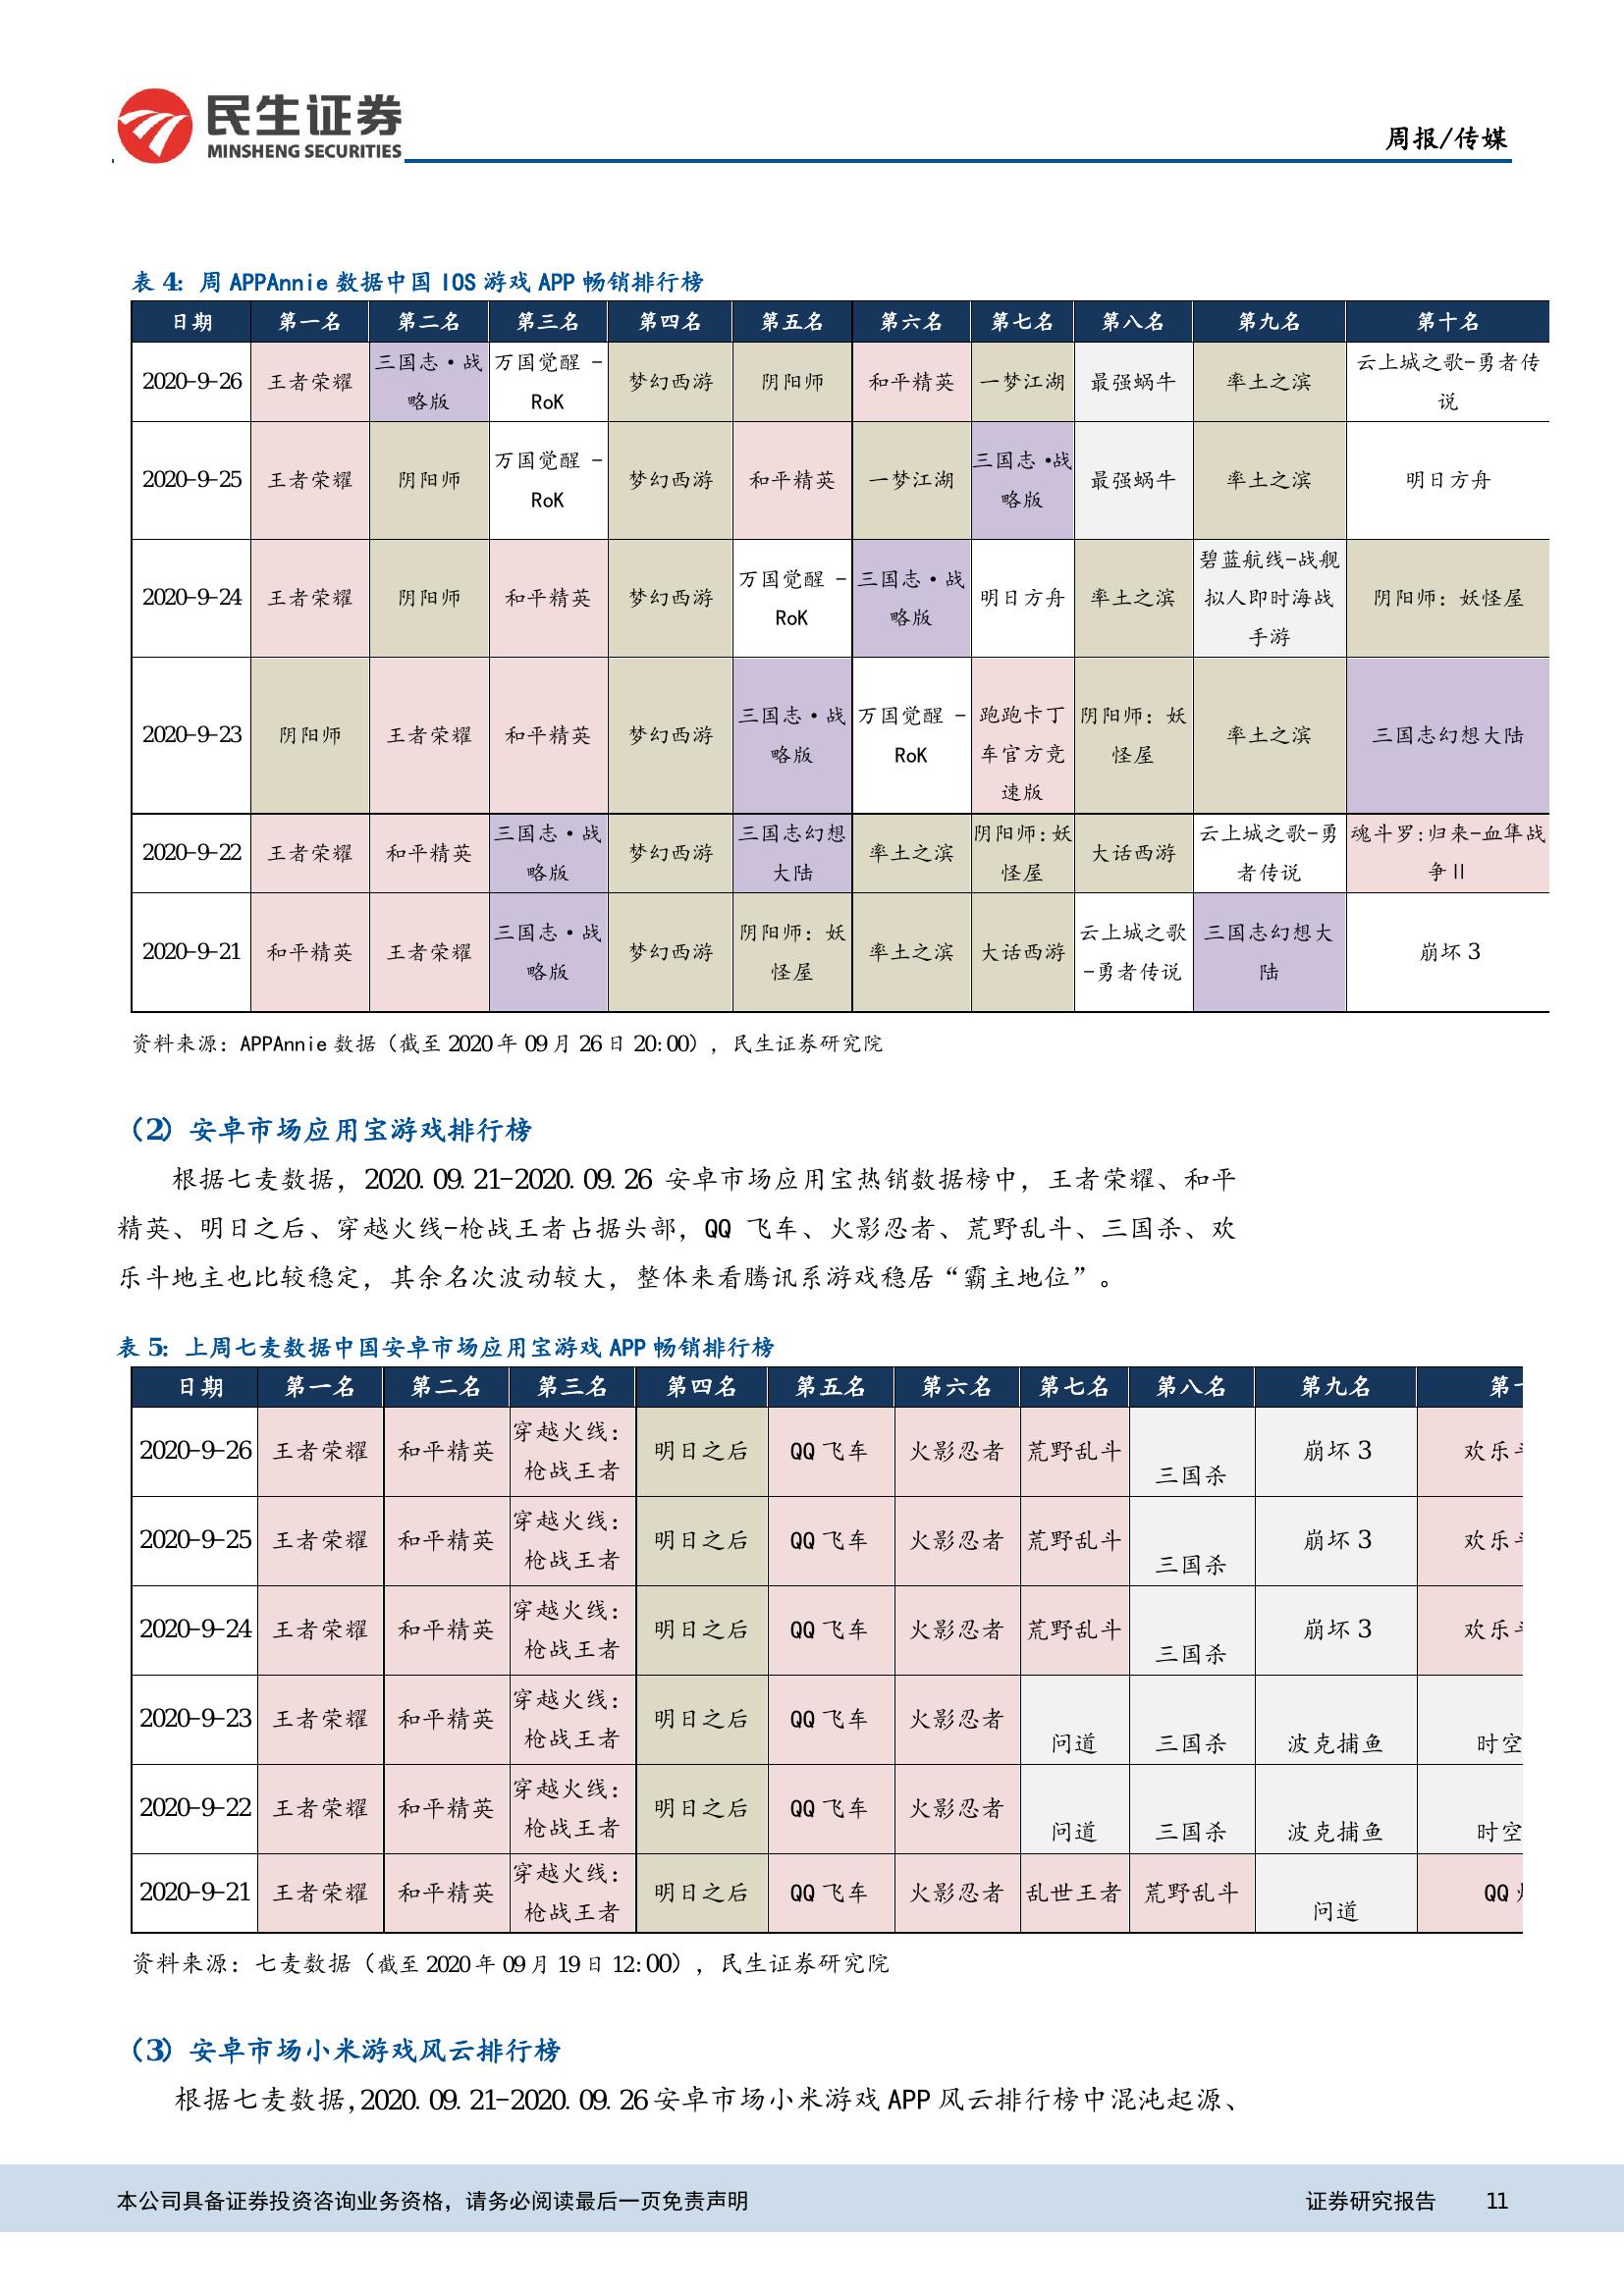 民生证券
MINSHENG SECURITIES
周报/传媒
表 4: 周 APPAnnie 数据中国 IOS 游戏 APP 畅销排行榜
日期 第一名 第二名 第三名 第四名 第五名 第六名 第七名 第八名 第九名 第十名
2020-9-26 王者荣耀 三国志·战略版 万国觉醒 -RoK 梦幻西游 阴阳师 和平精英 一梦江湖 最强蜗牛 率土之滨 云上城之歌-勇者传说
2020-9-25 王者荣耀 阴阳师 万国觉醒 -RoK 梦幻西游 和平精英 一梦江湖 三国志·战略版 最强蜗牛 率土之滨 明日方舟
2020-9-24 王者荣耀 阴阳师 和平精英 梦幻西游 万国觉醒 -RoK 三国志·战略版 明日方舟 率土之滨 碧蓝航线-战舰拟人即时海战手游 阴阳师：妖怪屋
2020-9-23 阴阳师 王者荣耀 和平精英 梦幻西游 三国志·战略版 万国觉醒 -RoK 跑跑卡丁车官方竞速版 阴阳师：妖怪屋 率土之滨 三国志幻想大陆
2020-9-22 王者荣耀 和平精英 三国志·战略版 梦幻西游 三国志幻想大陆 率土之滨 阴阳师:妖怪屋 大话西游 云上城之歌-勇者传说 魂斗罗:归来-血隼战争Ⅱ
2020-9-21 和平精英 王者荣耀 三国志·战略版 梦幻西游 阴阳师：妖怪屋 率土之滨 大话西游 云上城之歌-勇者传说 三国志幻想大陆 崩坏 3
资料来源：APPAnnie 数据（截至 2020 年 09 月 26 日 20:00），民生证券研究院
（2）安卓市场应用宝游戏排行榜
根据七麦数据，2020.09.21-2020.09.26 安卓市场应用宝热销数据榜中，王者荣耀、和平
精英、明日之后、穿越火线-枪战王者占据头部，QQ 飞车、火影忍者、荒野乱斗、三国杀、欢
乐斗地主也比较稳定，其余名次波动较大，整体来看腾讯系游戏稳居“霸主地位”。
表 5: 上周七麦数据中国安卓市场应用宝游戏 APP 畅销排行榜
日期 第一名 第二名 第三名 第四名 第五名 第六名 第七名 第八名 第九名 第
2020-9-26 王者荣耀 和平精英 穿越火线：枪战王者 明日之后 QQ 飞车 火影忍者 荒野乱斗 三国杀 崩坏 3 欢乐
2020-9-25 王者荣耀 和平精英 穿越火线：枪战王者 明日之后 QQ 飞车 火影忍者 荒野乱斗 三国杀 崩坏 3 欢乐
2020-9-24 王者荣耀 和平精英 穿越火线：枪战王者 明日之后 QQ 飞车 火影忍者 荒野乱斗 三国杀 崩坏 3 欢乐
2020-9-23 王者荣耀 和平精英 穿越火线：枪战王者 明日之后 QQ 飞车 火影忍者 问道 三国杀 波克捕鱼 时空
2020-9-22 王者荣耀 和平精英 穿越火线：枪战王者 明日之后 QQ 飞车 火影忍者 问道 三国杀 波克捕鱼 时空
2020-9-21 王者荣耀 和平精英 穿越火线：枪战王者 明日之后 QQ 飞车 火影忍者 乱世王者 荒野乱斗 问道 QQ
资料来源：七麦数据（截至 2020 年 09 月 19 日 12:00），民生证券研究院
（3）安卓市场小米游戏风云排行榜
根据七麦数据,2020.09.21-2020.09.26 安卓市场小米游戏 APP 风云排行榜中混沌起源、
本公司具备证券投资咨询业务资格，请务必阅读最后一页免责声明 证券研究报告 11